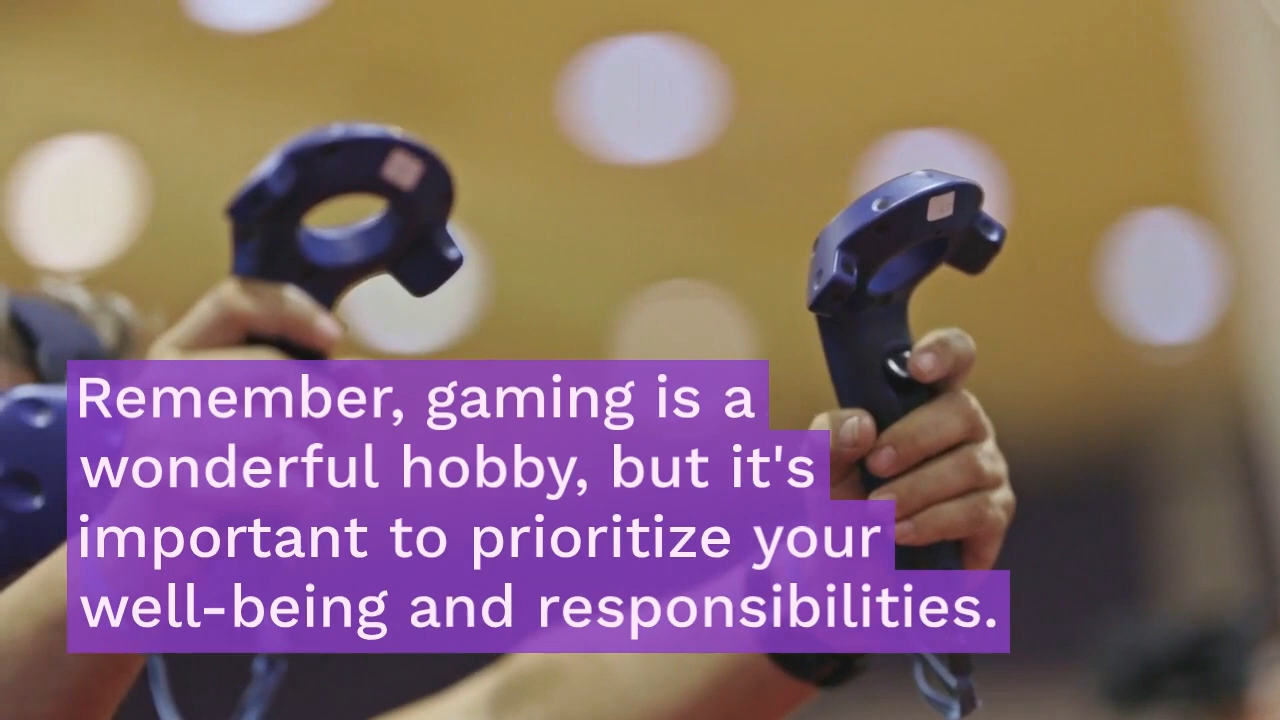 Remember, gaming is a
wonderful hobby, but it's
important to prioritize your
well-being and responsibilities.